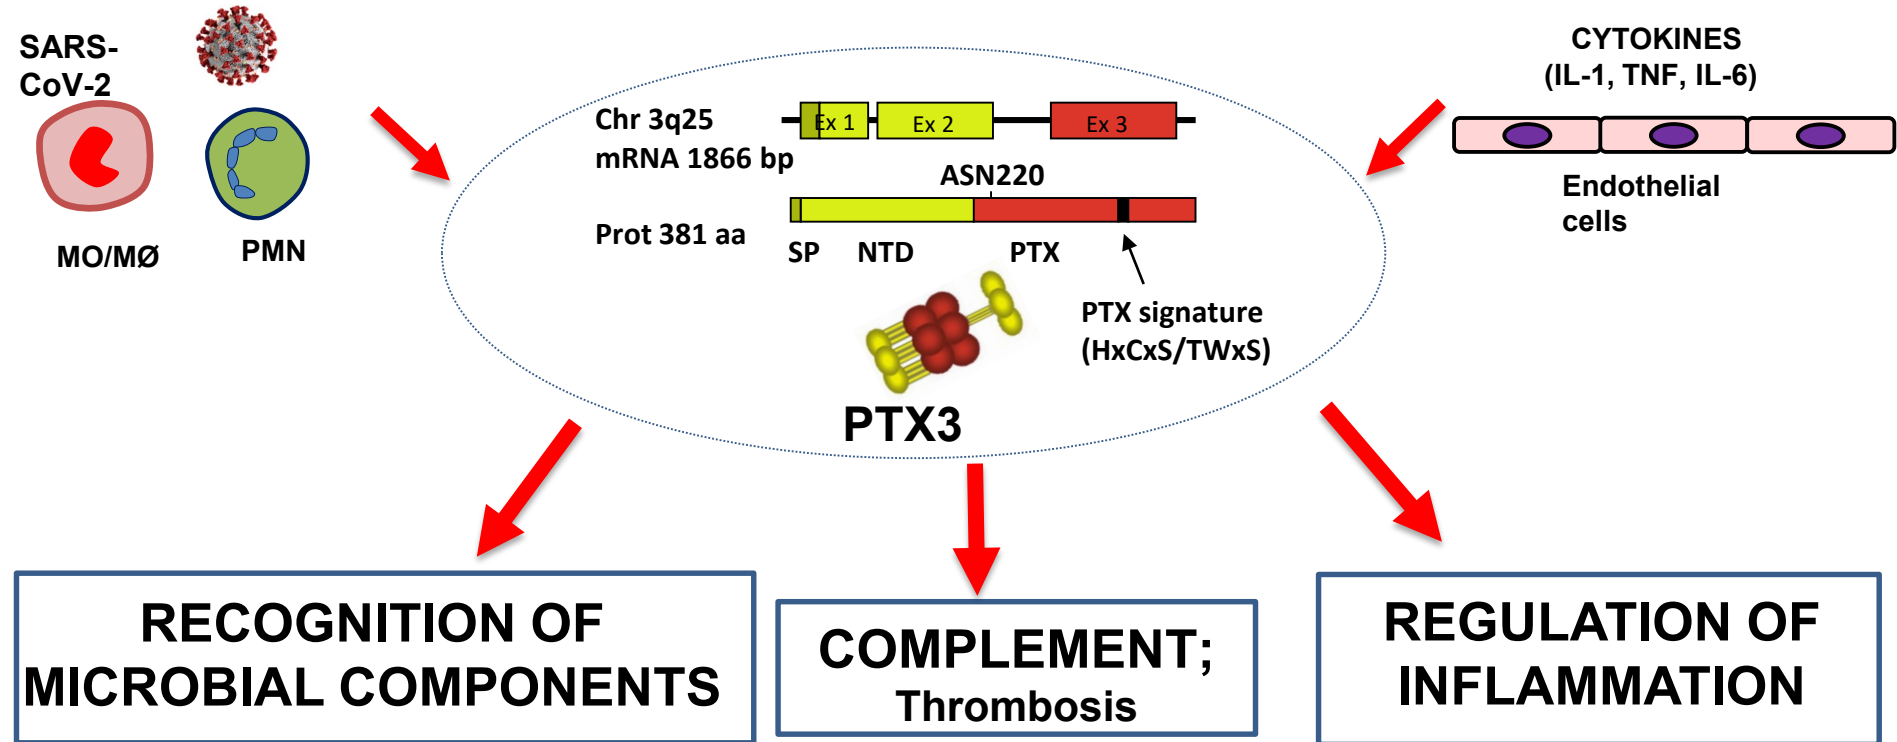 SARS-
CoV-2
MO/MØ
PMN
CYTOKINES
(IL-1, TNF, IL-6)
Endothelial
cells
Chr 3q25
mRNA 1866 bp
Ex 1
Ex 2
Ex 3
ASN220
Prot 381 aa
SP
NTD
PTX
PTX signature
(HxCxS/TWxS)
PTX3
RECOGNITION OF
MICROBIAL COMPONENTS
COMPLEMENT;
Thrombosis
REGULATION OF
INFLAMMATION